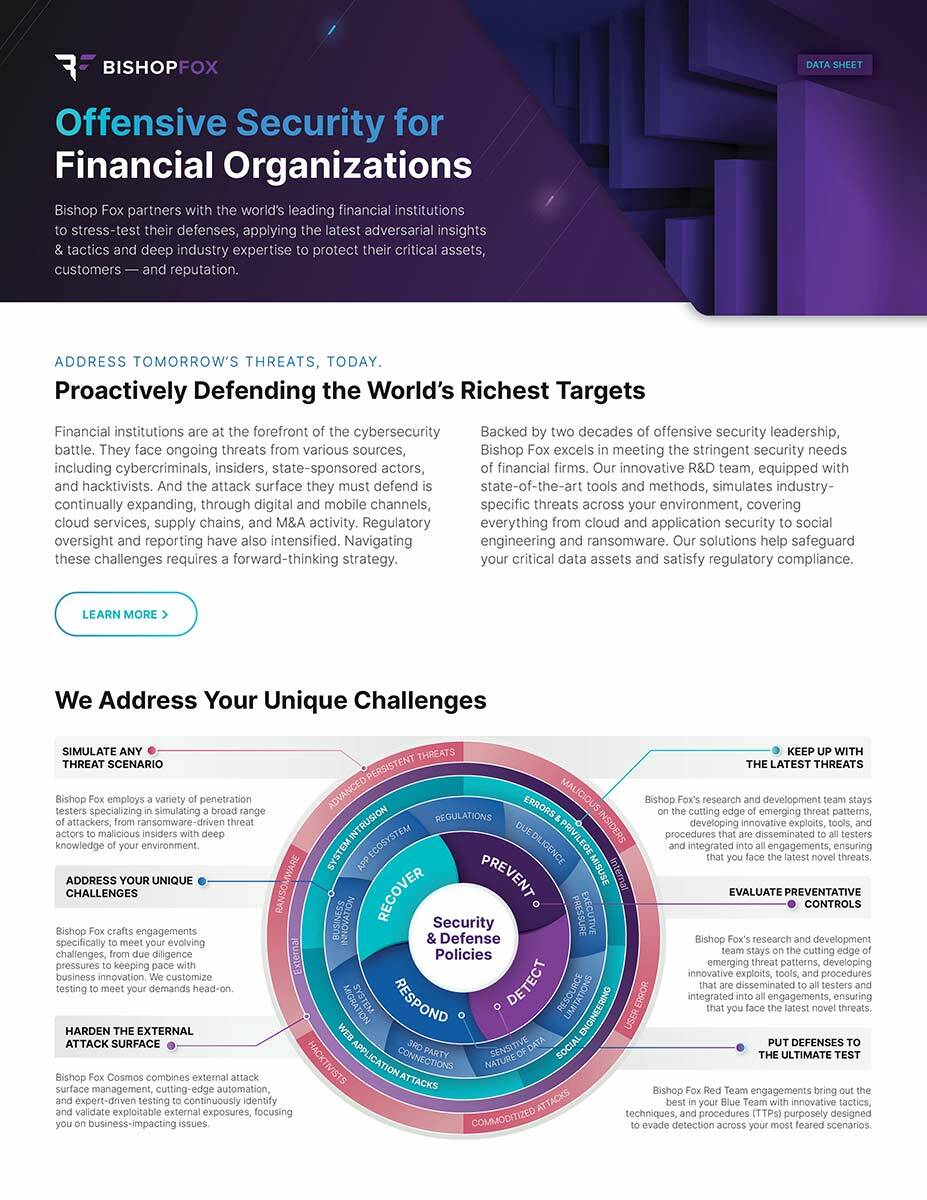 BISHOPFOX
DATA SHEET
Offensive Security for
Financial Organizations
Bishop Fox partners with the world's leading financial institutions
to stress-test their defenses, applying the latest adversarial insights
& tactics and deep industry expertise to protect their critical assets,
customers — and reputation.
ADDRESS TOMORROW'S THREATS, TODAY.
Proactively Defending the World's Richest Targets
Financial institutions are at the forefront of the cybersecurity
battle. They face ongoing threats from various sources,
including cybercriminals, insiders, state-sponsored actors,
and hacktivists. And the attack surface they must defend is
continually expanding, through digital and mobile channels,
cloud services, supply chains, and M&A activity. Regulatory
oversight and reporting have also intensified. Navigating
these challenges requires a forward-thinking strategy.
Backed by two decades of offensive security leadership,
Bishop Fox excels in meeting the stringent security needs
of financial firms. Our innovative R&D team, equipped with
state-of-the-art tools and methods, simulates industry-
specific threats across your environment, covering
everything from cloud and application security to social
engineering and ransomware. Our solutions help safeguard
your critical data assets and satisfy regulatory compliance.
LEARN MORE >
We Address Your Unique Challenges
SIMULATE ANY
THREAT SCENARIO
Bishop Fox employs a variety of penetration
testers specializing in simulating a broad range
of attackers, from ransomware-driven threat
actors to malicious insiders with deep
knowledge of your environment.
ADDRESS YOUR UNIQUE
CHALLENGES
Bishop Fox crafts engagements
specifically to meet your evolving
challenges, from due diligence
pressures to keeping pace with
business innovation. We customize
testing to meet your demands head-on.
HARDEN THE EXTERNAL
ATTACK SURFACE
Bishop Fox Cosmos combines external attack
surface management, cutting-edge automation,
and expert-driven testing to continuously identify
and validate exploitable external exposures, focusing
you on business-impacting issues.
ADVANCED PERSISTENT THREATS
MALICIOUS INSIDERS
USER ERROR
COMMODITIZED ATTACKS
HACKTIVISTS
RANSOMWARE
External
Internal
SYSTEM INTRUSION
ERRORS & PRIVILEGE MISUSE
SOCIAL ENGINEERING
WEB APPLICATION ATTACKS
REGULATIONS
DUE DILIGENCE
EXECUTIVE
PRESSURE
RESOURCE
LIMITATIONS
SENSITIVE
NATURE OF DATA
3RD PARTY
CONNECTIONS
SYSTEM
MIGRATION
BUSINESS
INNOVATION
APP ECOSYSTEM
RECOVER
PREVENT
DETECT
RESPOND
Security
& Defense
Policies
KEEP UP WITH
THE LATEST THREATS
Bishop Fox's research and development team stays
on the cutting edge of emerging threat patterns,
developing innovative exploits, tools, and
procedures that are disseminated to all testers
and integrated into all engagements, ensuring
that you face the latest novel threats.
EVALUATE PREVENTATIVE
CONTROLS
Bishop Fox's research and development
team stays on the cutting edge of
emerging threat patterns, developing
innovative exploits, tools, and procedures
that are disseminated to all testers and
integrated into all engagements, ensuring
that you face the latest novel threats.
PUT DEFENSES TO
THE ULTIMATE TEST
Bishop Fox Red Team engagements bring out the
best in your Blue Team with innovative tactics,
techniques, and procedures (TTPs) purposely designed
to evade detection across your most feared scenarios.